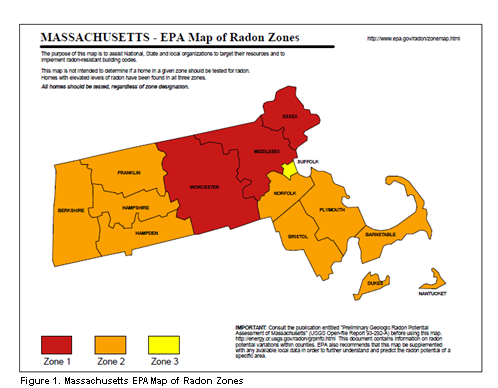 MASSACHUSETTS - EPA Map of Radon Zones
http://www.epa.gov/radon/zonemap.html
The purpose of this map is to assist National, State and local organizations to target their resources and to
implement radon-resistant building codes.
This map is not intended to determine if a home in a given zone should be tested for radon.
Homes with elevated levels of radon have been found in all three zones.
All homes should be tested, regardless of zone designation.
ESSEX
MIDDLESEX
SUFFOLK
FRANKLIN
WORCESTER
NORFOLK
BERKSHIRE
HAMPSHIRE
PLYMOUTH
HAMPDEN
BRISTOL
BARNSTABLE
DUKES
NANTUCKET
IMPORTANT: Consult the publication entitled "Preliminary Geologic Radon Potential
Assessment of Massachusetts" (USGS Open-file Report 93-292-A) before using this map.
http://energy.cr.usgs.gov/radon/grpinfo.html This document contains information on radon
potential variations within counties. EPA also recommends that this map be supplemented
with any available local data in order to further understand and predict the radon potential of a
specific area.
Zone 1
Zone 2
Zone 3
Figure 1. Massachusetts EPA Map of Radon Zones